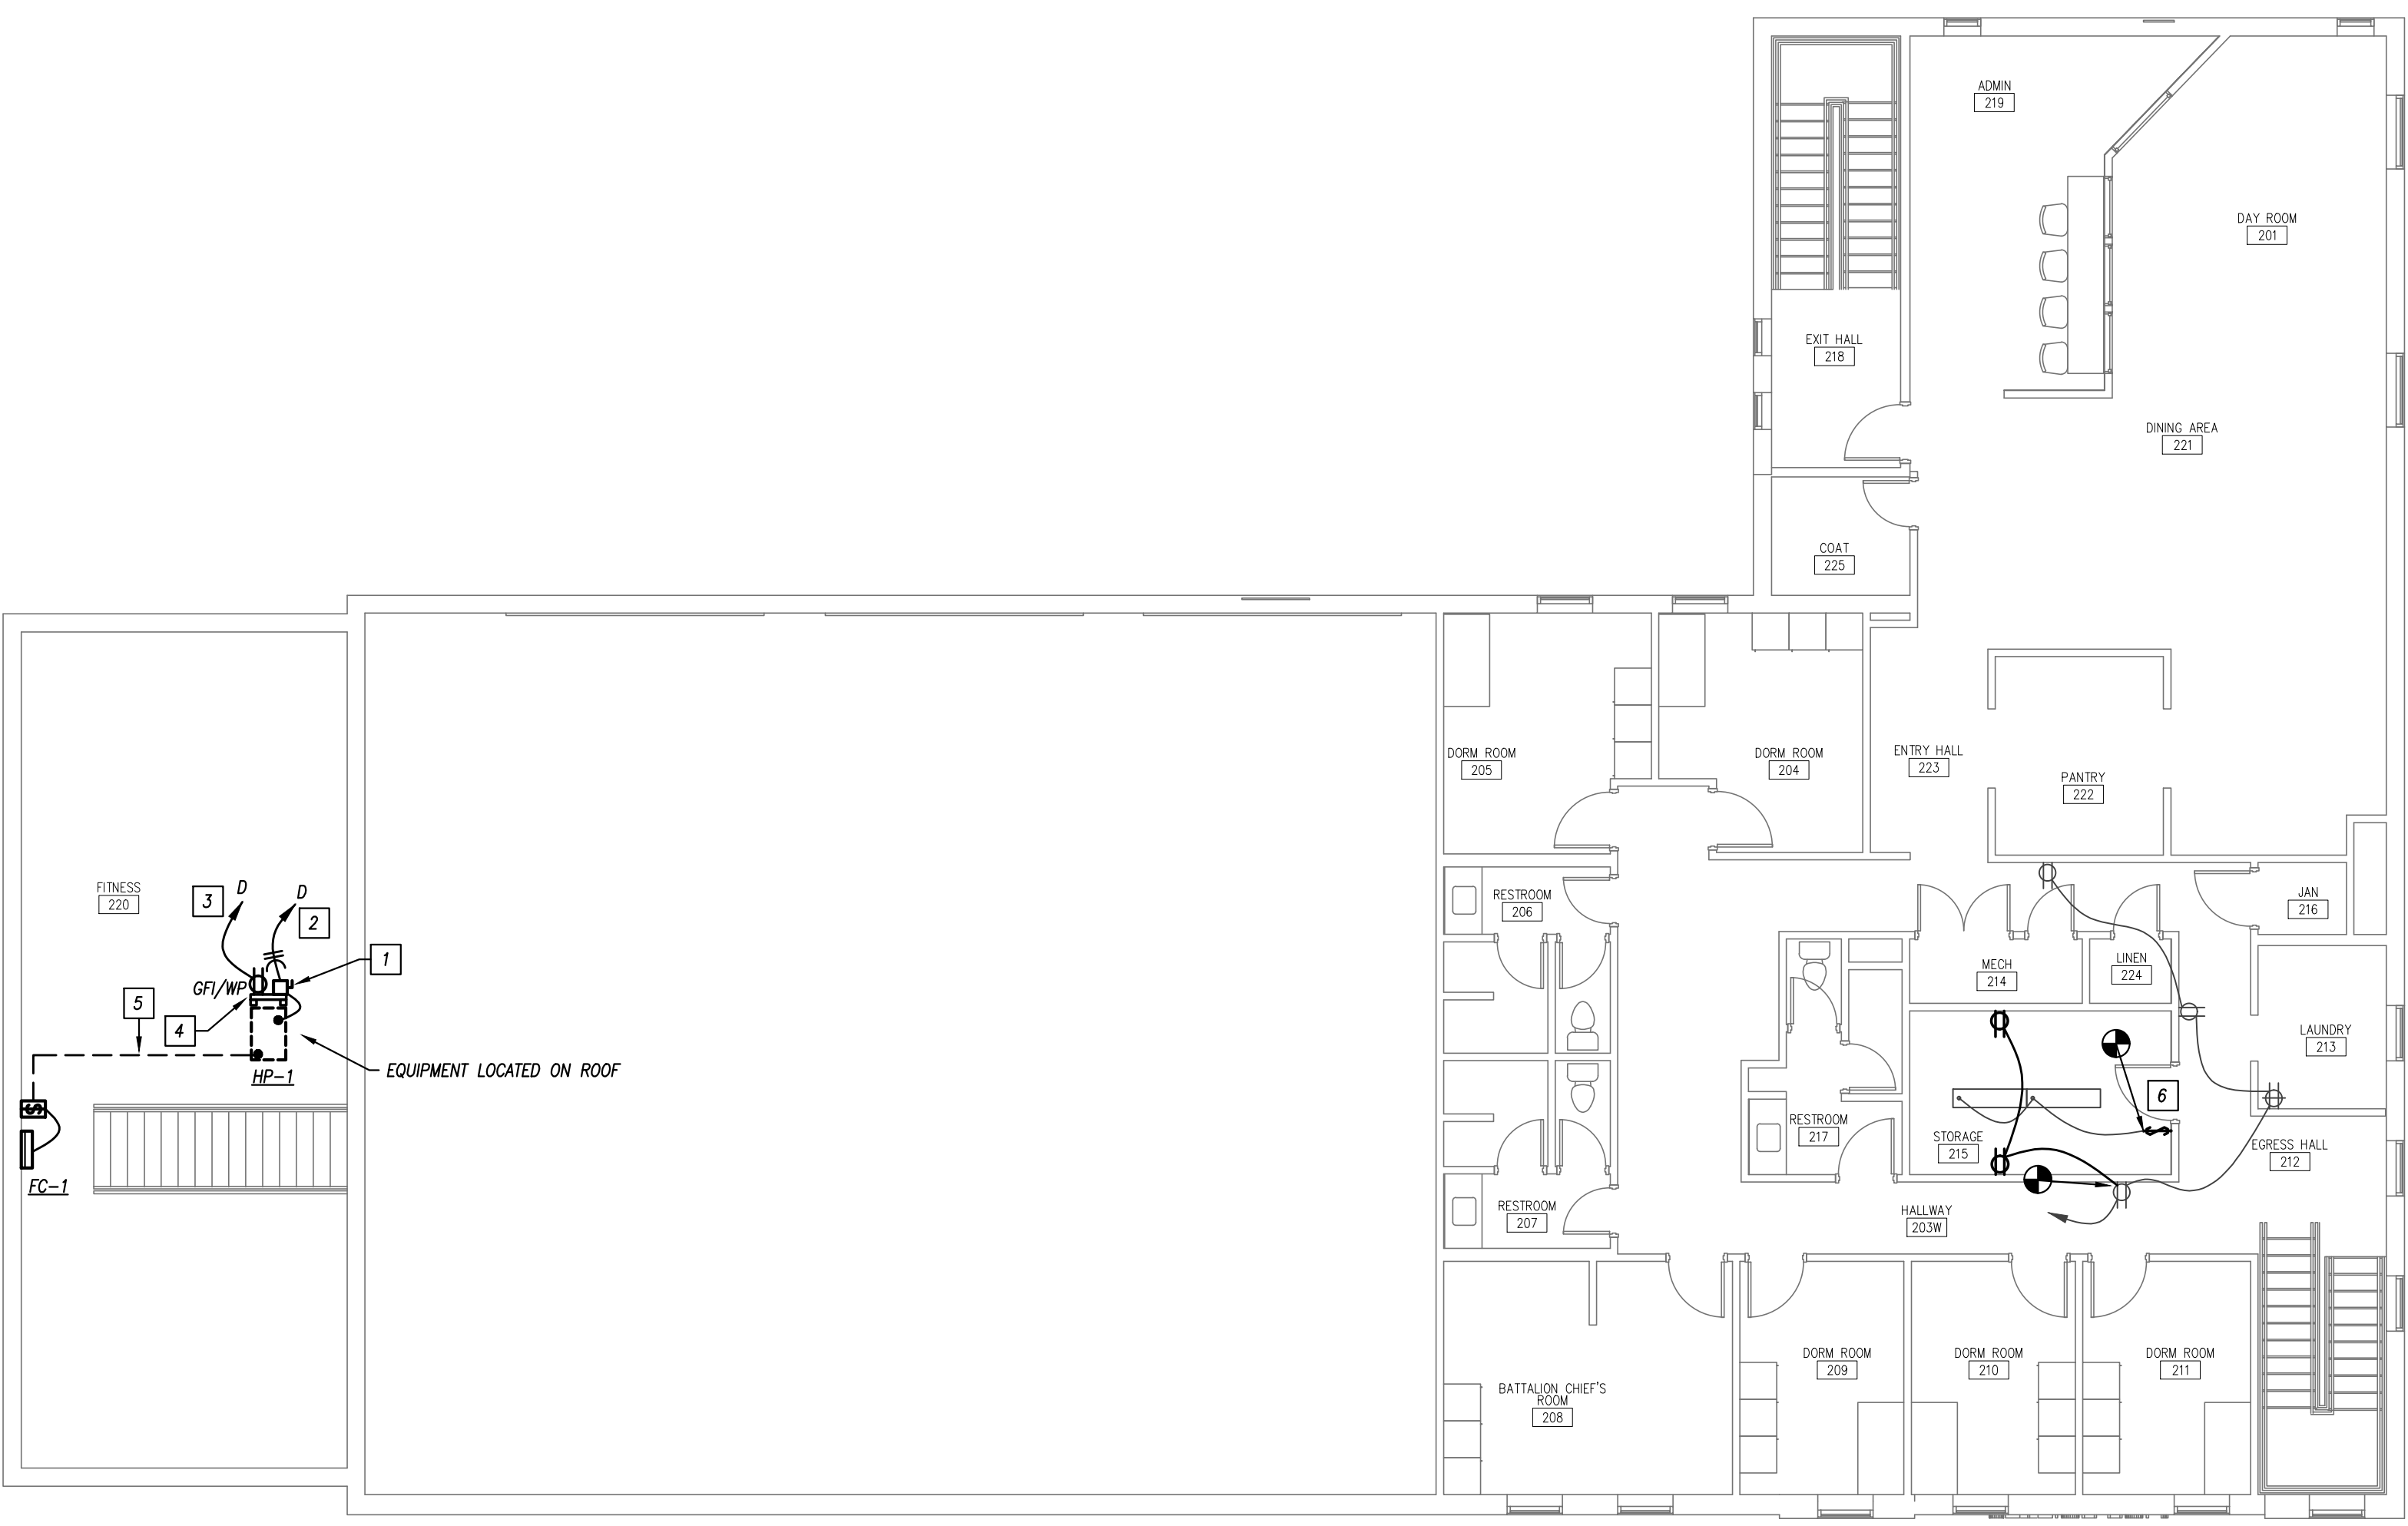 ADMIN
219
DAY ROOM
201
EXIT HALL
218
DINING AREA
221
COAT
225
DORM ROOM
205
DORM ROOM
204
ENTRY HALL
223
PANTRY
222
FITNESS
220
3
D
D
2
1
GFI/WP
5
4
EQUIPMENT LOCATED ON ROOF
HP-1
S
FC-1
RESTROOM
206
JAN
216
MECH
214
LINEN
224
LAUNDRY
213
6
RESTROOM
217
STORAGE
215
EGRESS HALL
212
RESTROOM
207
HALLWAY
203W
BATTALION CHIEF'S
ROOM
208
DORM ROOM
209
DORM ROOM
210
DORM ROOM
211